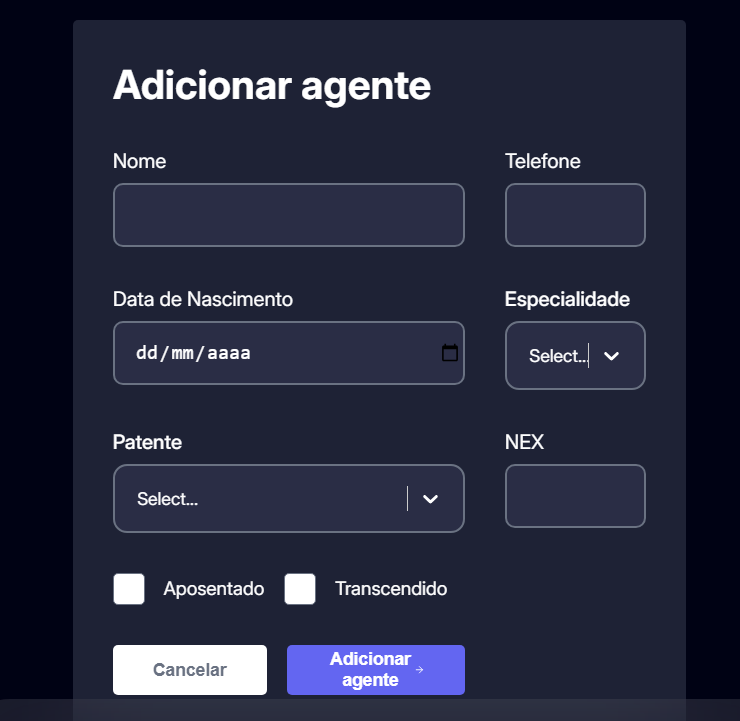 Adicionar agente
Nome
Telefone
Data de Nascimento
Especialidade
dd/mm/aaaa
Select...
Patente
NEX
Select...
Aposentado
Transcendido
Cancelar
Adicionar
agente